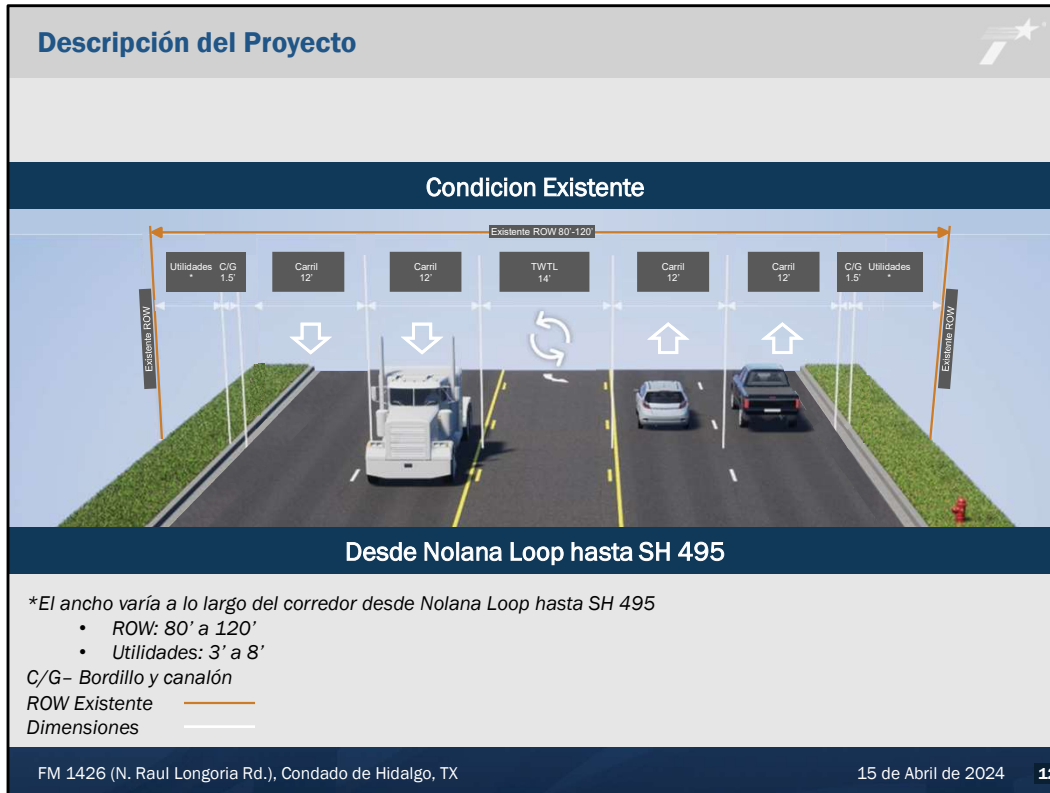 Descripción del Proyecto
Condicion Existente
Existente ROW 80'-120'
Utilidades C/G
* 1.5'
Carril
12'
Carril
12'
TWTL
14'
Carril
12'
Carril
12'
C/G Utilidades
1.5' *
Existente ROW
Existente ROW
Desde Nolana Loop hasta SH 495
*El ancho varía a lo largo del corredor desde Nolana Loop hasta SH 495
• ROW: 80’ a 120’
• Utilidades: 3’ a 8’
C/G– Bordillo y canalón
ROW Existente
Dimensiones
FM 1426 (N. Raul Longoria Rd.), Condado de Hidalgo, TX 15 de Abril de 2024